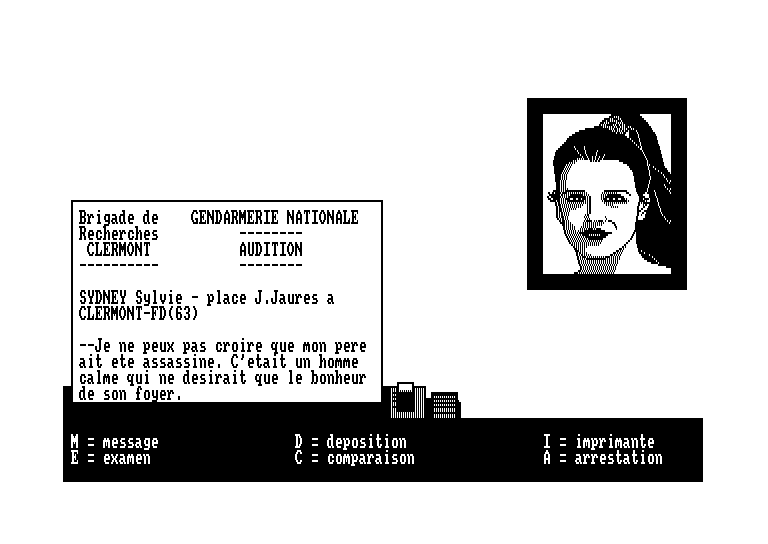 Brigade de    GENDARMERIE NATIONALE
Recherches          --------
CLERMONT           AUDITION
----------          --------
SYDNEY Sylvie - place J.Jaures a
CLERMONT-FD(63)
--Je ne peux pas croire que mon pere
ait ete assassine. C'etait un homme
calme qui ne desirait que le bonheur
de son foyer.
M = message    D = deposition    I = imprimante
E = examen    C = comparaison    A = arrestation